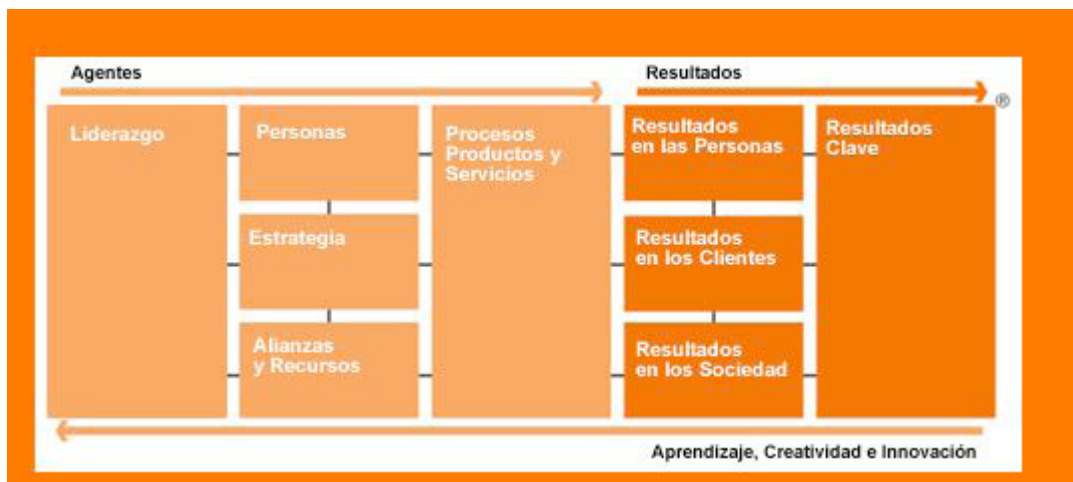 Agentes
Resultados
®
Liderazgo
Personas
Procesos
Productos y
Servicios
Resultados
en las Personas
Resultados
Clave
Estrategia
Resultados
en los Clientes
Alianzas
y Recursos
Resultados
en los Sociedad
Aprendizaje, Creatividad e Innovación